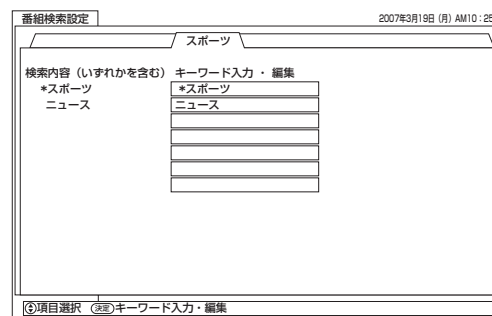 番組検索設定 2007年3月19日 (月) AM10:25
スポーツ
検索内容（いずれかを含む） キーワード入力 ・ 編集
*スポーツ *スポーツ
ニュース ニュース
項目選択 決定 キーワード入力・編集